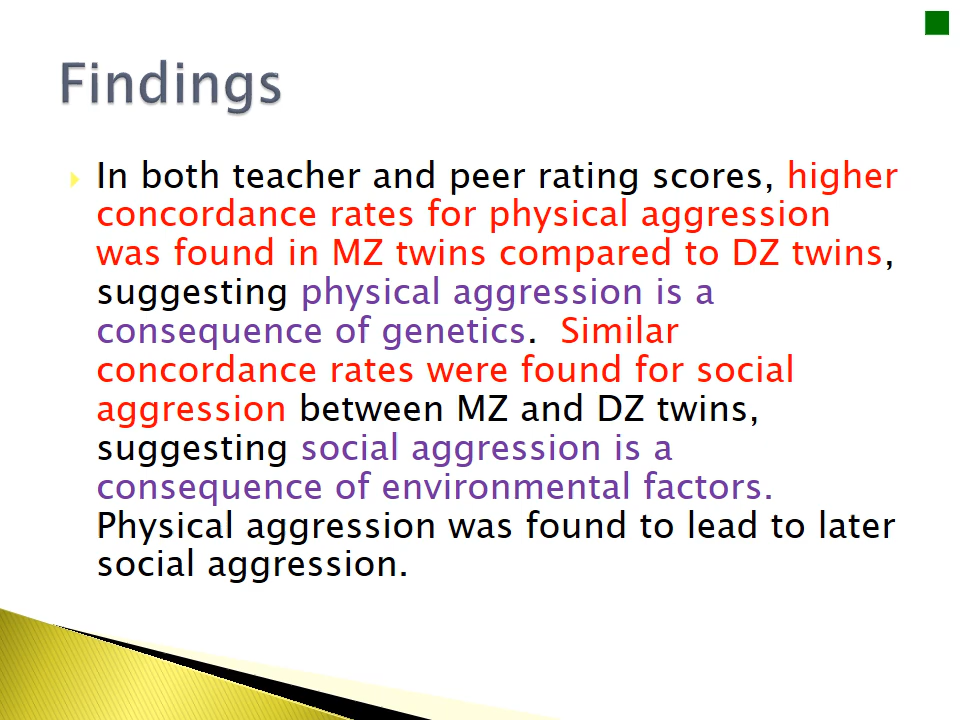 Findings
In both teacher and peer rating scores, higher
concordance rates for physical aggression
was found in MZ twins compared to DZ twins,
suggesting physical aggression is a
consequence of genetics.  Similar
concordance rates were found for social
aggression between MZ and DZ twins,
suggesting social aggression is a
consequence of environmental factors.
Physical aggression was found to lead to later
social aggression.